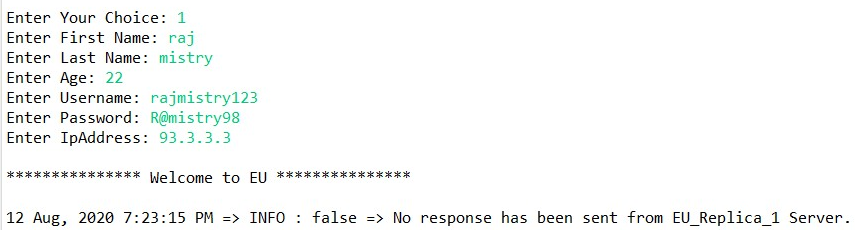 Enter Your Choice: 1
Enter First Name: raj
Enter Last Name: mistry
Enter Age: 22
Enter Username: rajmistry123
Enter Password: R@mistry98
Enter IpAddress: 93.3.3.3
*************** Welcome to EU ***************
12 Aug, 2020 7:23:15 PM => INFO : false => No response has been sent from EU_Replica_1 Server.